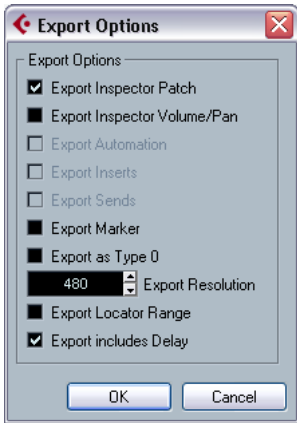 Export Options
Export Options
Export Inspector Patch
Export Inspector Volume/Pan
Export Automation
Export Inserts
Export Sends
Export Marker
Export as Type 0
480 Export Resolution
Export Locator Range
Export includes Delay
OK Cancel